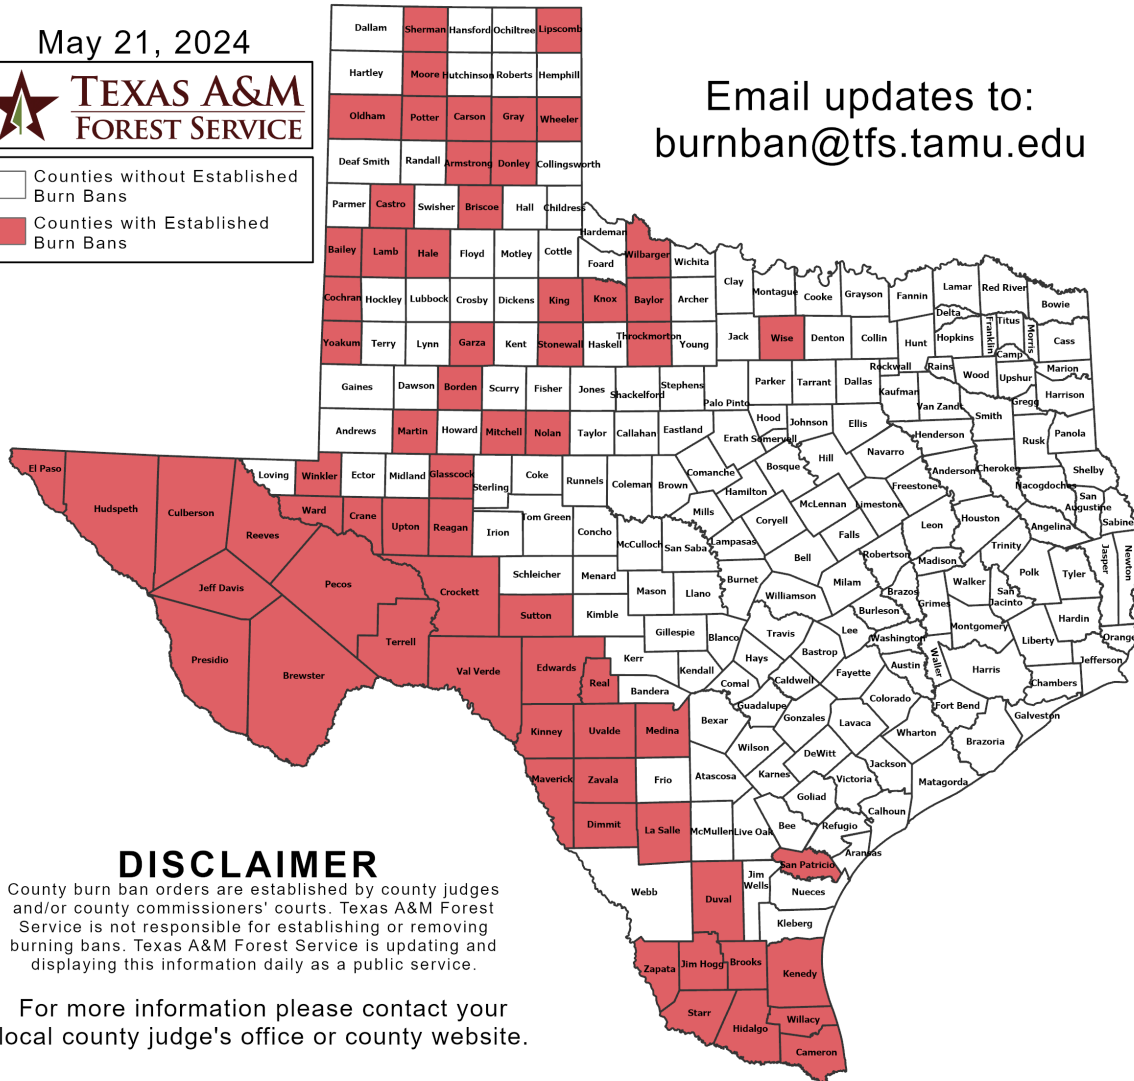 May 21, 2024
TEXAS A&M
FOREST SERVICE
Counties without Established
Burn Bans
Counties with Established
Burn Bans
Email updates to:
burnban@tfs.tamu.edu
Dallam Sherman Hansford Ochiltree Lipscomb
Hartley Moore Hutchinson Roberts Hemphill
Oldham Potter Carson Gray Wheeler
Deaf Smith Randall Armstrong Donley Collingsworth
Parmer Castro Swisher Briscoe Hall Childress
Hardeman
Bailey Lamb Hale Floyd Motley Cottle Foard Wilbarger Wichita
Clay Montague Cooke Grayson Fannin Lamar Red River Bowie
Cochran Hockley Lubbock Crosby Dickens King Knox Baylor Archer
Delta Franklin Titus Morris Cass
Yoakum Terry Lynn Garza Kent Stonewall Haskell Throckmorton Young Jack Wise Denton Collin Hunt Hopkins
Camp
Rockwall Rains Wood Upshur Marion
Gaines Dawson Borden Scurry Fisher Jones Shackelford Stephens Palo Pinto Parker Tarrant Dallas Kaufman Van Zandt Smith Gregg Harrison
Andrews Martin Howard Mitchell Nolan Taylor Callahan Eastland Erath Somervell Hood Johnson Ellis Henderson Rusk Panola
El Paso Hudspeth Culberson Reeves Loving Winkler Ector Midland Glasscock Sterling Coke Runnels Coleman Brown Comanche Hamilton Bosque Hill Navarro Freestone Anderson Cherokee Nacogdoches Shelby
San
Augustine
Sabine
Ward Crane Upton Reagan Irion Tom Green Concho McCulloch San Saba Mills Lampasas Coryell McLennan Limestone Falls Leon Houston Angelina
Trinity
Jeff Davis Pecos Crockett Schleicher Menard Mason Llano Burnet Bell Williamson Milam Robertson Brazos Madison Walker
San
Jacinto
Polk Tyler Jasper Newton
Presidio Brewster Terrell Val Verde Sutton Kimble Gillespie Blanco Travis Lee Burleson Grimes Montgomery Liberty Hardin Orange
Edwards Real Kerr Kendall Bandera Hays Comal Caldwell Bastrop Fayette Washington Austin Waller Harris Chambers Jefferson
Kinney Uvalde Medina Bexar Guadalupe Gonzales Lavaca Colorado Wharton Fort Bend Brazoria Galveston
Maverick Zavala Frio Atascosa Wilson Karnes DeWitt Victoria Jackson Matagorda
Dimmit La Salle McMullen Live Oak Bee Goliad Refugio Calhoun Aransas
Webb Duval
Jim
Wells
San Patricio
Nueces
Kleberg
Zapata Jim Hogg Brooks Kenedy
Starr Hidalgo Willacy
Cameron
DISCLAIMER
County burn ban orders are established by county judges
and/or county commissioners' courts. Texas A&M Forest
Service is not responsible for establishing or removing
burning bans. Texas A&M Forest Service is updating and
displaying this information daily as a public service.
For more information please contact your
local county judge's office or county website.